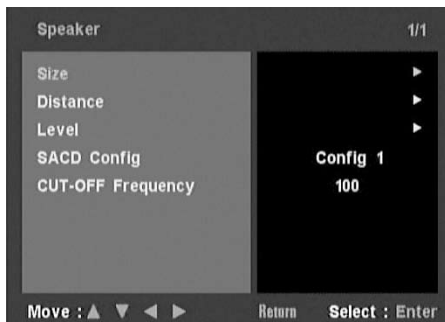 Speaker 1/1
Size ▶
Distance ▶
Level ▶
SACD Config Config 1
CUT-OFF Frequency 100
Move : ▲ ▼ ◀ ▶ Return Select : Enter